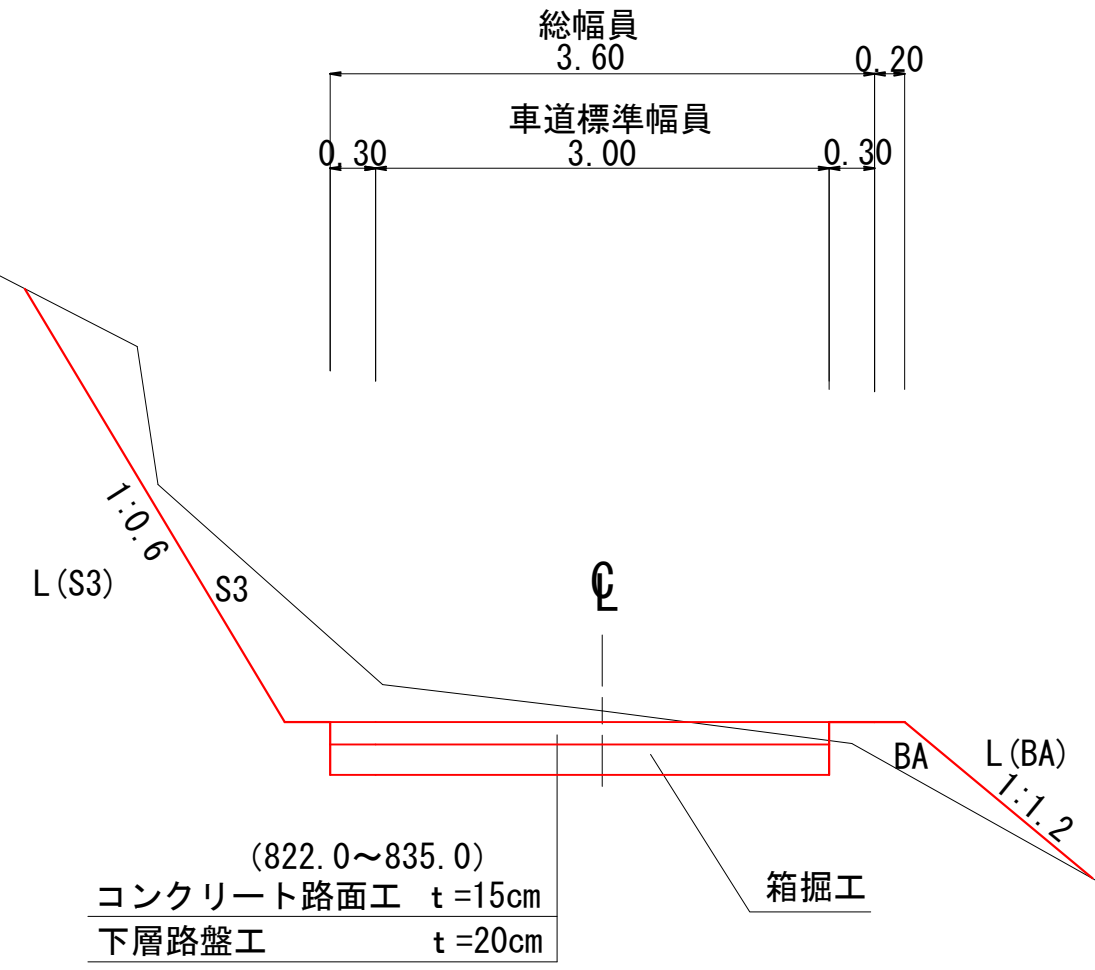 総幅員
3.60
0.20
車道標準幅員
0.30
3.00
0.30
1:0.6
L(S3)
S3
CL
BA
L(BA)
1:1.2
(822.0～835.0)
コンクリート路面工 t=15cm
下層路盤工 t=20cm
箱掘工